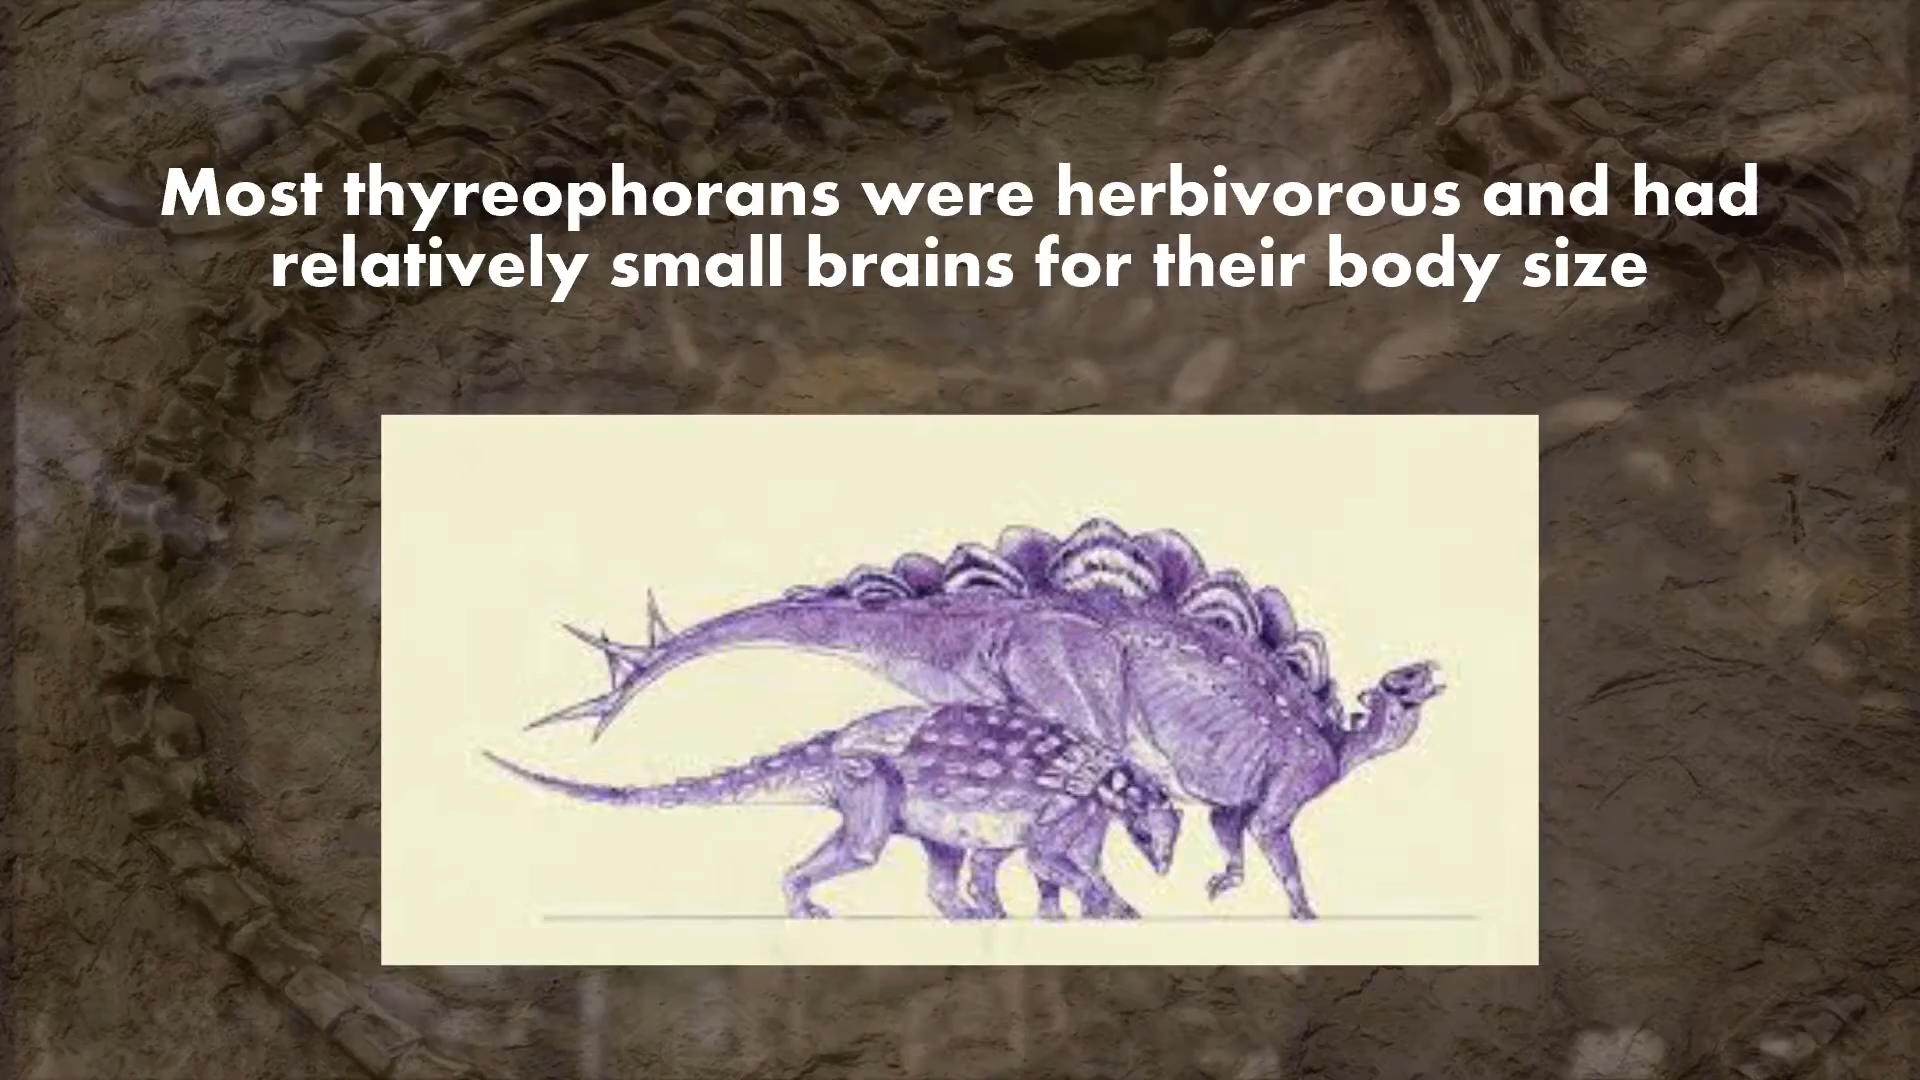 Most thyreophorans were herbivorous and had
relatively small brains for their body size